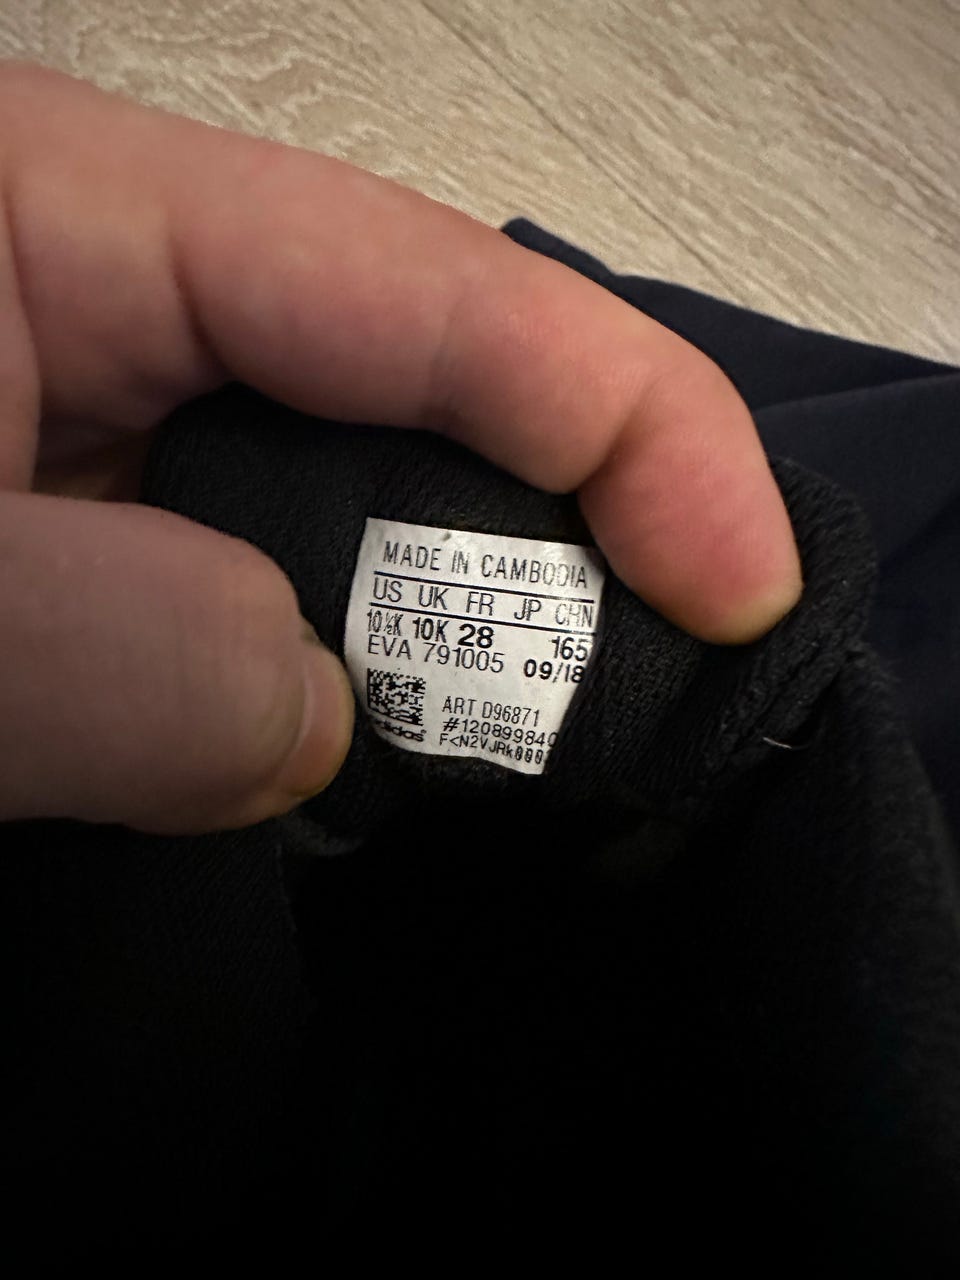 MADE IN CAMBODIA
US UK FR JP CHN
10½K 10K 28 165
EVA 791005 09/18
ART D96871
#120899840
adidas